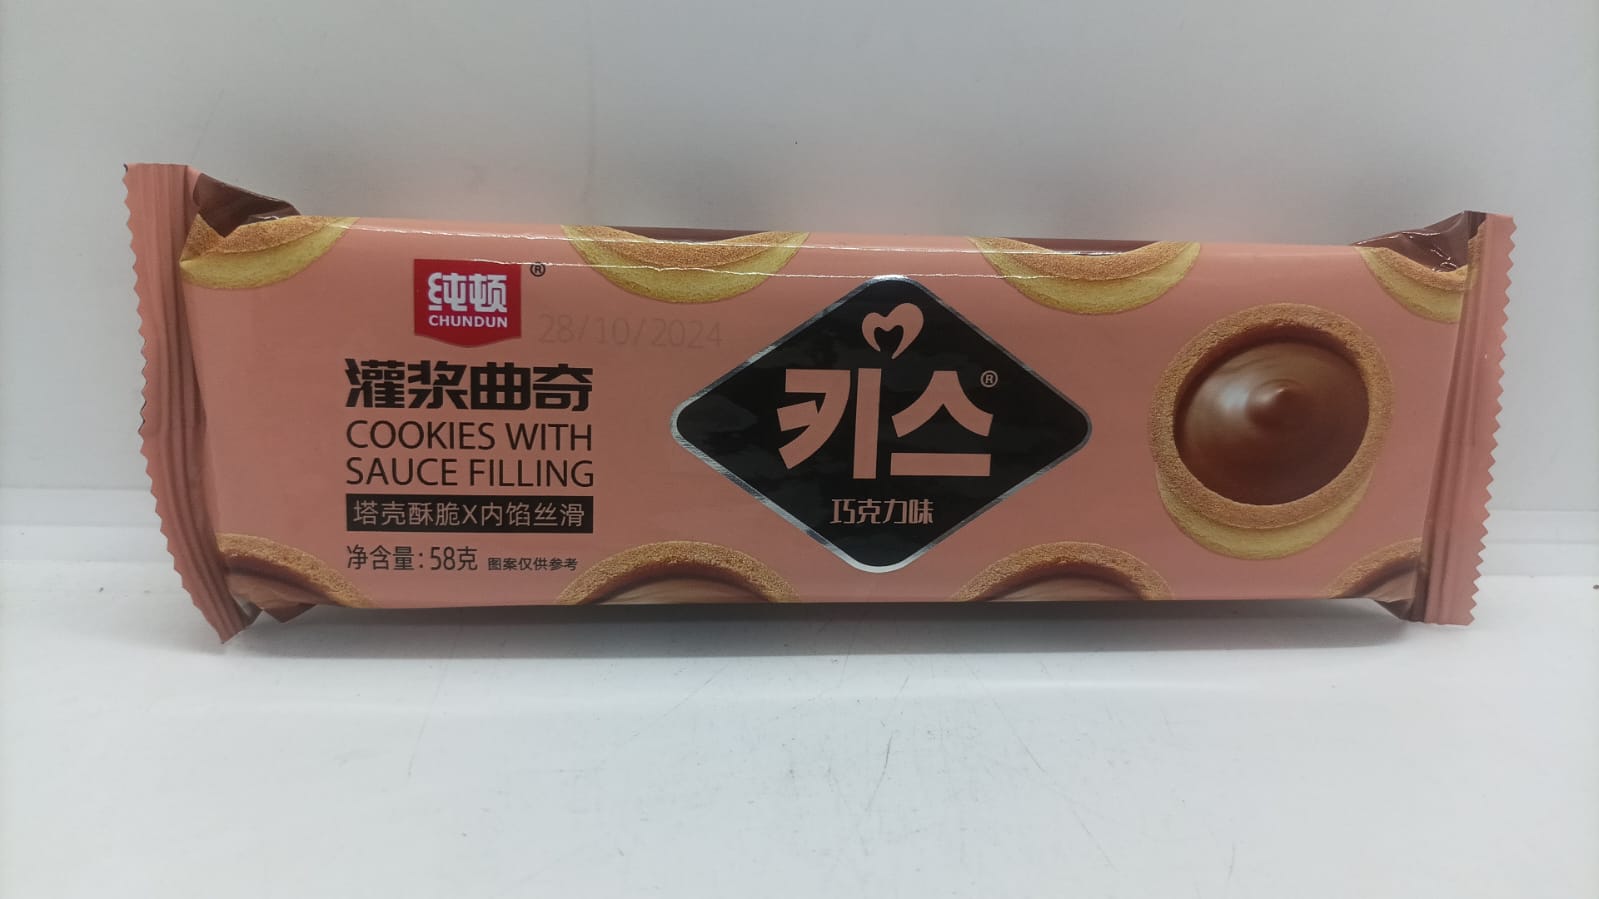 纯顿
®
CHUNDUN
28/10/2024
灌浆曲奇
COOKIES WITH
SAUCE FILLING
塔壳酥脆X内馅丝滑
净含量:58克 图案仅供参考
키스®
巧克力味